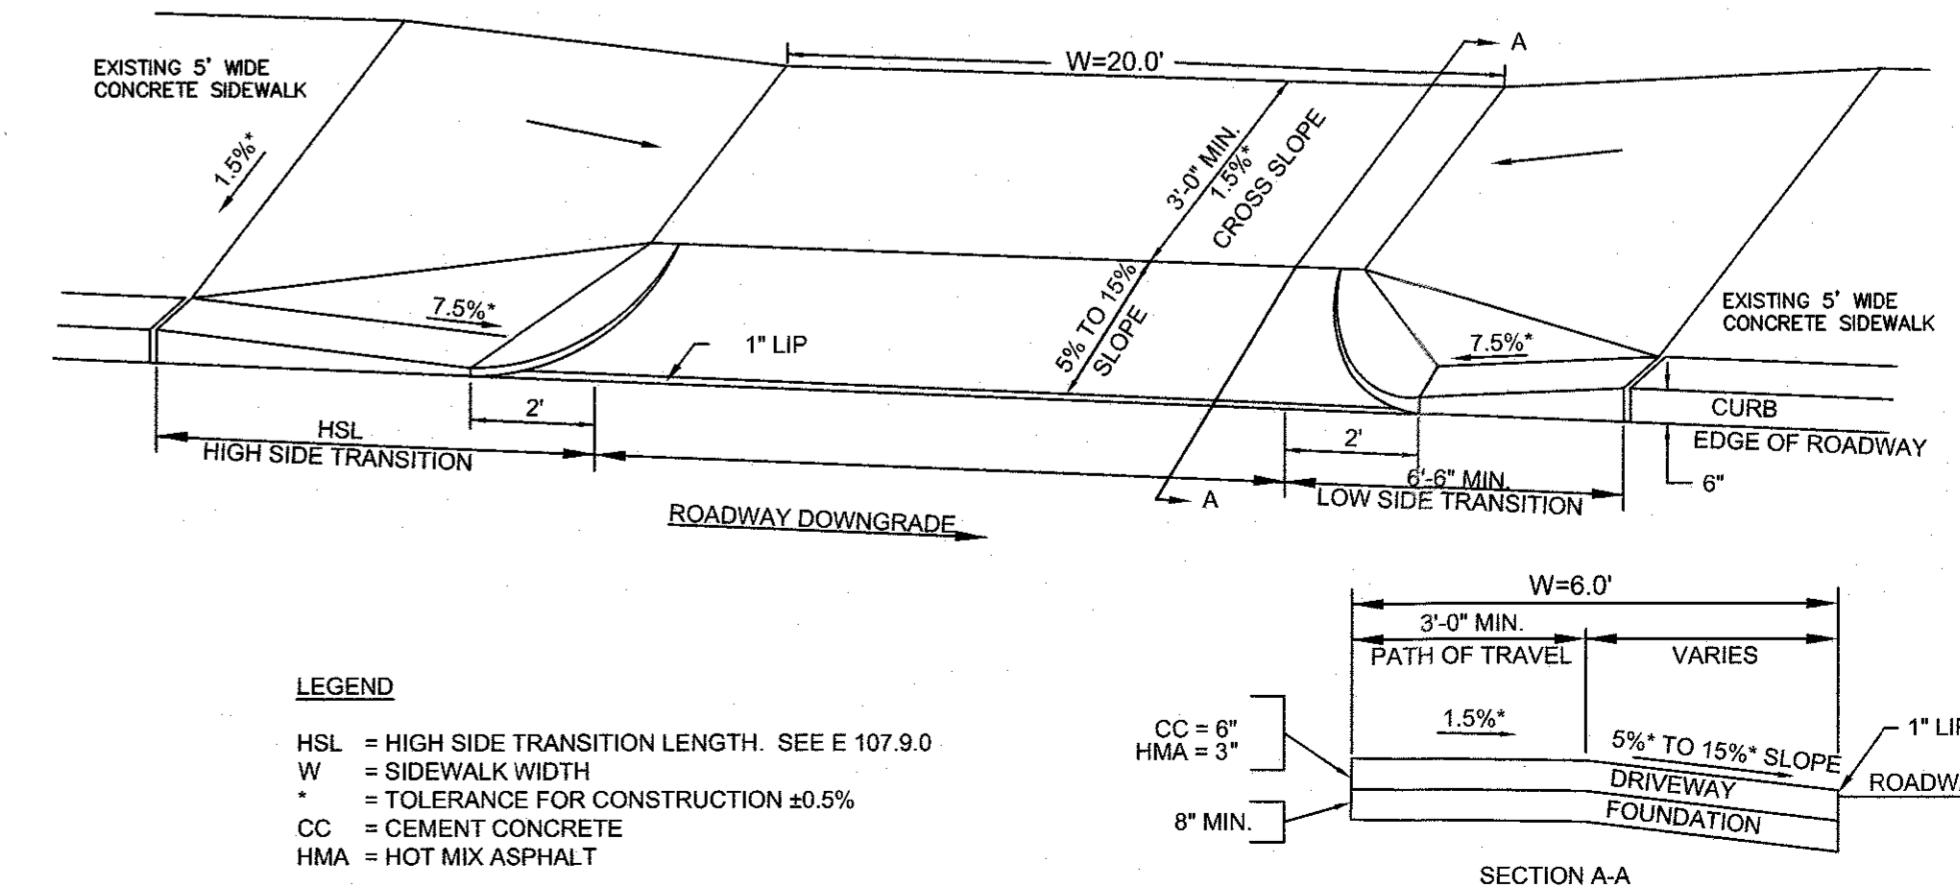 EXISTING 5' WIDE
CONCRETE SIDEWALK
1.5%*
W=20.0'
A
3'-0" MIN.
1.5%*
CROSS SLOPE
5% TO 15%
SLOPE
7.5%*
1" LIP
7.5%*
EXISTING 5' WIDE
CONCRETE SIDEWALK
CURB
EDGE OF ROADWAY
6"
2'
HSL
HIGH SIDE TRANSITION
2'
6'-6" MIN.
LOW SIDE TRANSITION
A
ROADWAY DOWNGRADE
LEGEND
HSL = HIGH SIDE TRANSITION LENGTH. SEE E 107.9.0
W = SIDEWALK WIDTH
* = TOLERANCE FOR CONSTRUCTION ±0.5%
CC = CEMENT CONCRETE
HMA = HOT MIX ASPHALT
W=6.0'
3'-0" MIN.
PATH OF TRAVEL
VARIES
CC = 6"
HMA = 3"
1.5%*
5%* TO 15%* SLOPE
1" LIP
DRIVEWAY
ROADWA
FOUNDATION
8" MIN.
SECTION A-A